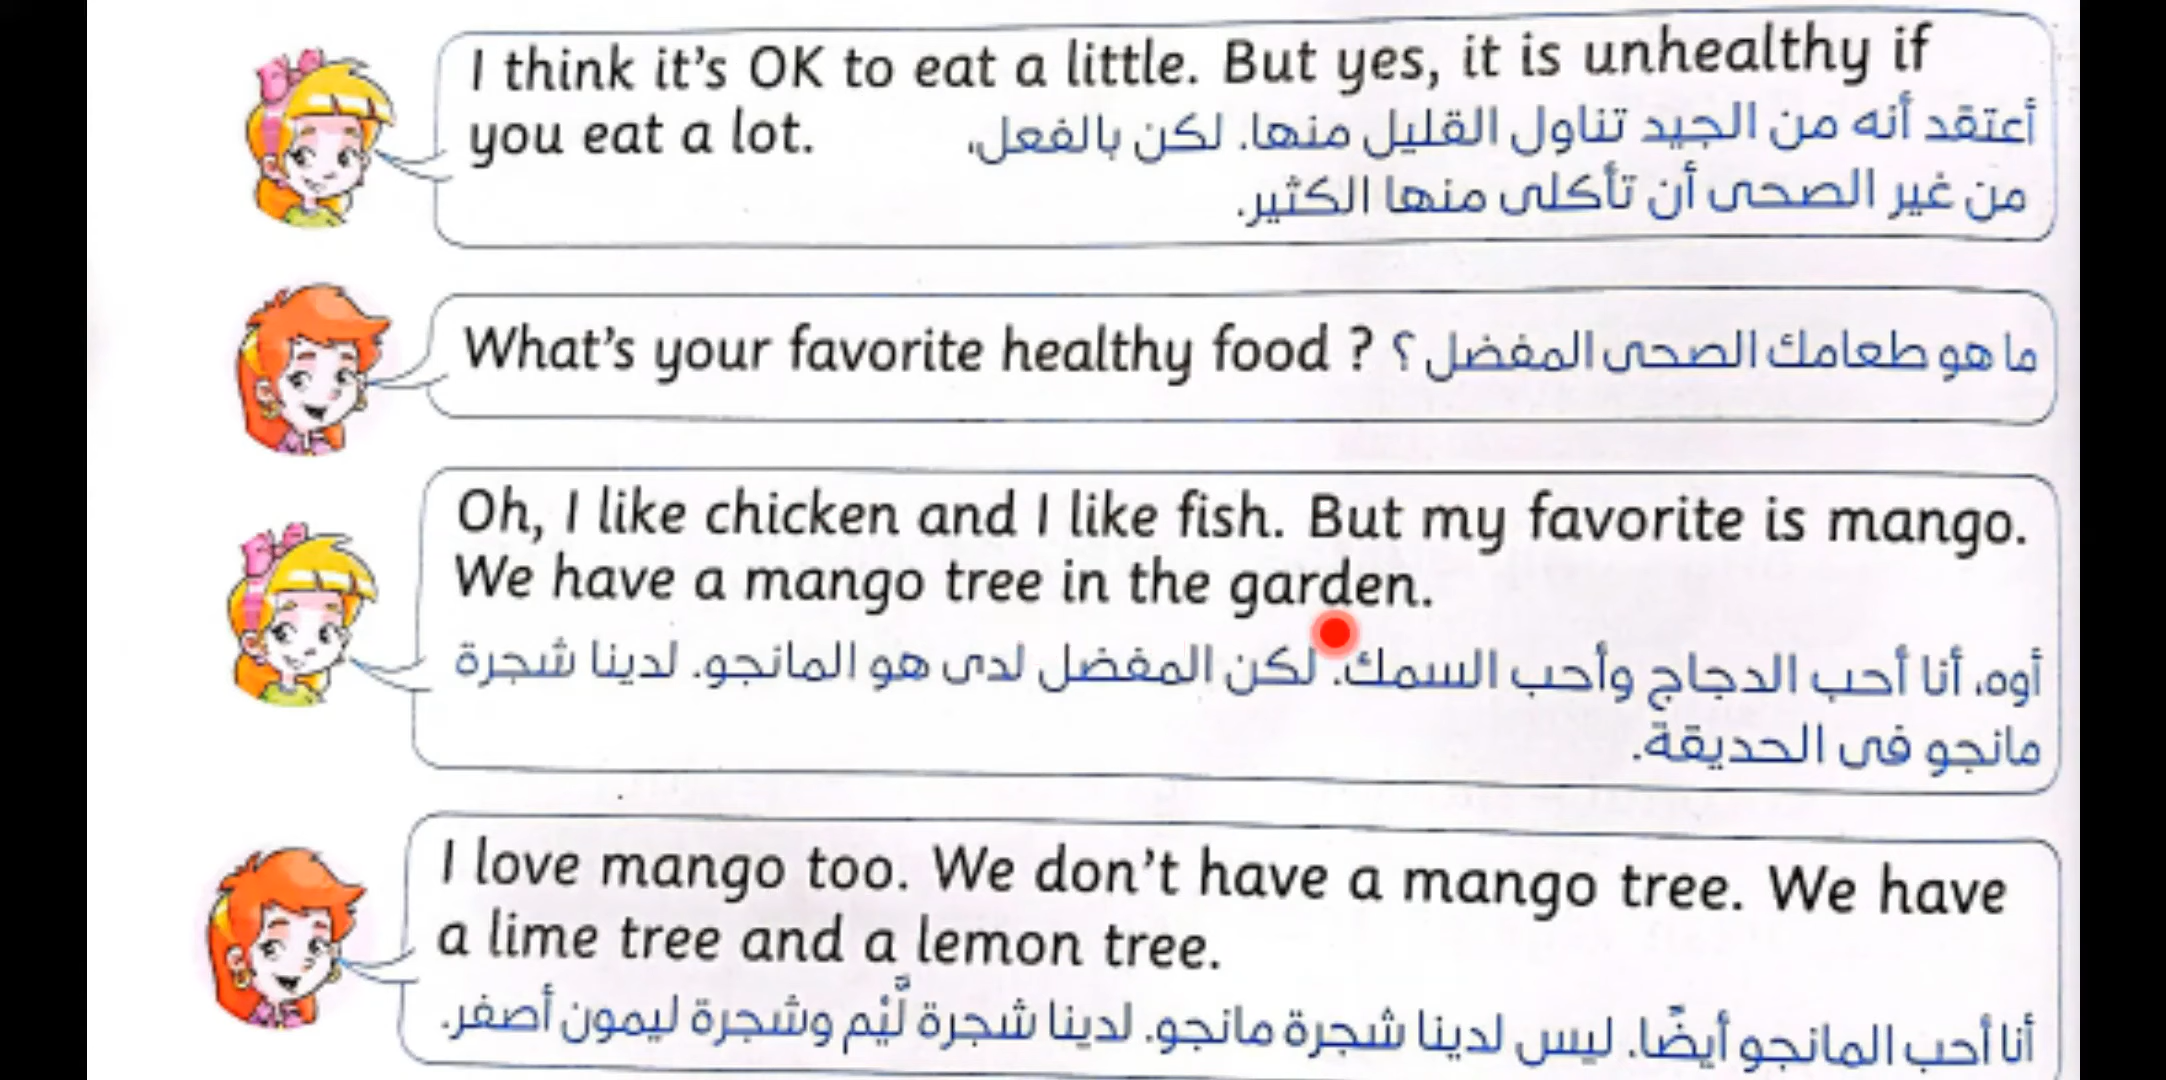 I think it's OK to eat a little. But yes, it is unhealthy if
you eat a lot.
أعتقد أنه من الجيد تناول القليل منها. لكن بالفعل،
من غير الصحى أن تأكلى منها الكثير.
What's your favorite healthy food ? ما هو طعامك الصحى المفضل ؟
Oh, I like chicken and I like fish. But my favorite is mango.
We have a mango tree in the garden.
أوه، أنا أحب الدجاج وأحب السمك. لكن المفضل لدى هو المانجو. لدينا شجرة
مانجو فى الحديقة.
I love mango too. We don't have a mango tree. We have
a lime tree and a lemon tree.
أنا أحب المانجو أيضًا. ليس لدينا شجرة مانجو. لدينا شجرة لَّيْم وشجرة ليمون أصفر.